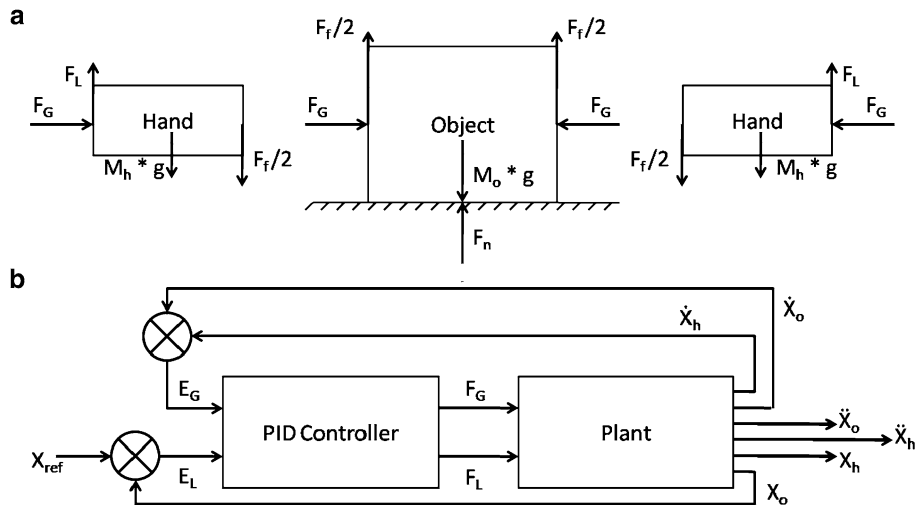 a
F_f/2 F_f/2
F_L F_L
F_G Hand F_G Object F_G Hand F_G
M_h * g F_f/2 M_o * g F_f/2 M_h * g
F_n
b
Ẋ_o
Ẋ_h
E_G F_G
PID Controller Plant
Ẍ_o
Ẍ_h
X_ref E_L F_L X_h
X_o